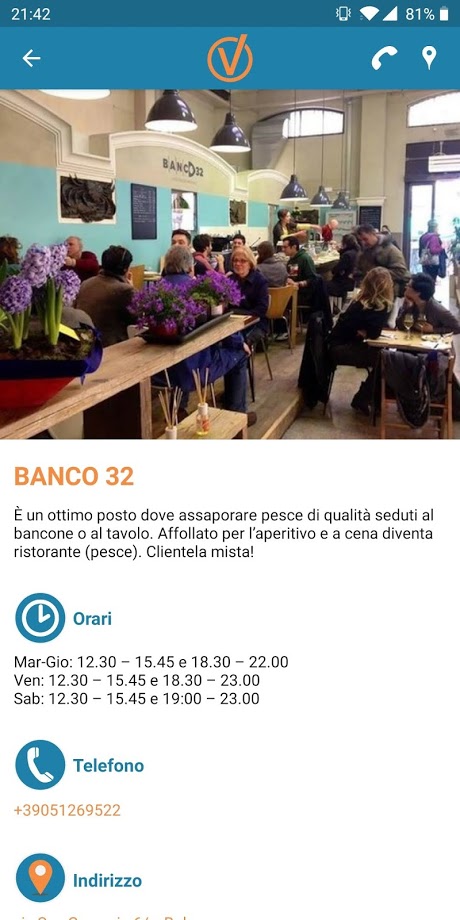 21:42
81%
BANCO32
BANCO 32
È un ottimo posto dove assaporare pesce di qualità seduti al
bancone o al tavolo. Affollato per l'aperitivo e a cena diventa
ristorante (pesce). Clientela mista!
Orari
Mar-Gio: 12.30 – 15.45 e 18.30 – 22.00
Ven: 12.30 – 15.45 e 18.30 – 23.00
Sab: 12.30 – 15.45 e 19:00 – 23.00
Telefono
+39051269522
Indirizzo